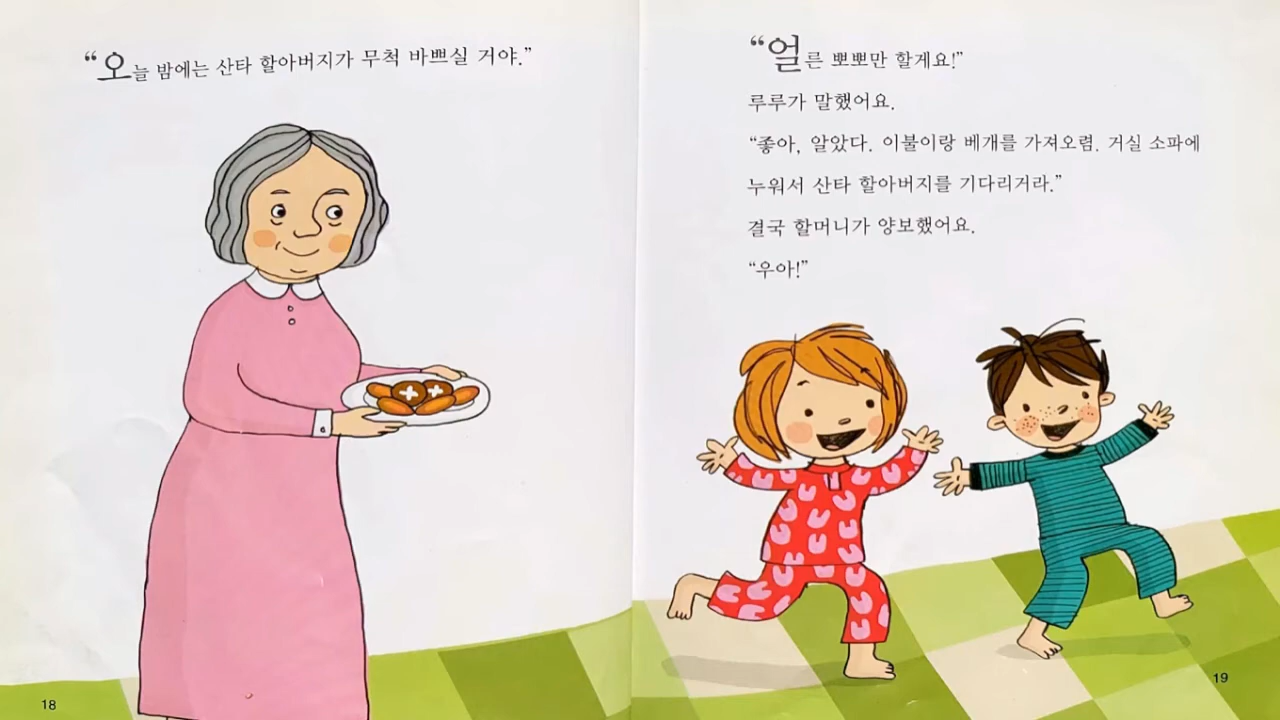 “오늘 밤에는 산타 할아버지가 무척 바쁘실 거야.”
18
“얼른 뽀뽀만 할게요!”
루루가 말했어요.
“좋아, 알았다. 이불이랑 베개를 가져오렴. 거실 소파에
누워서 산타 할아버지를 기다리거라.”
결국 할머니가 양보했어요.
“우아!”
19